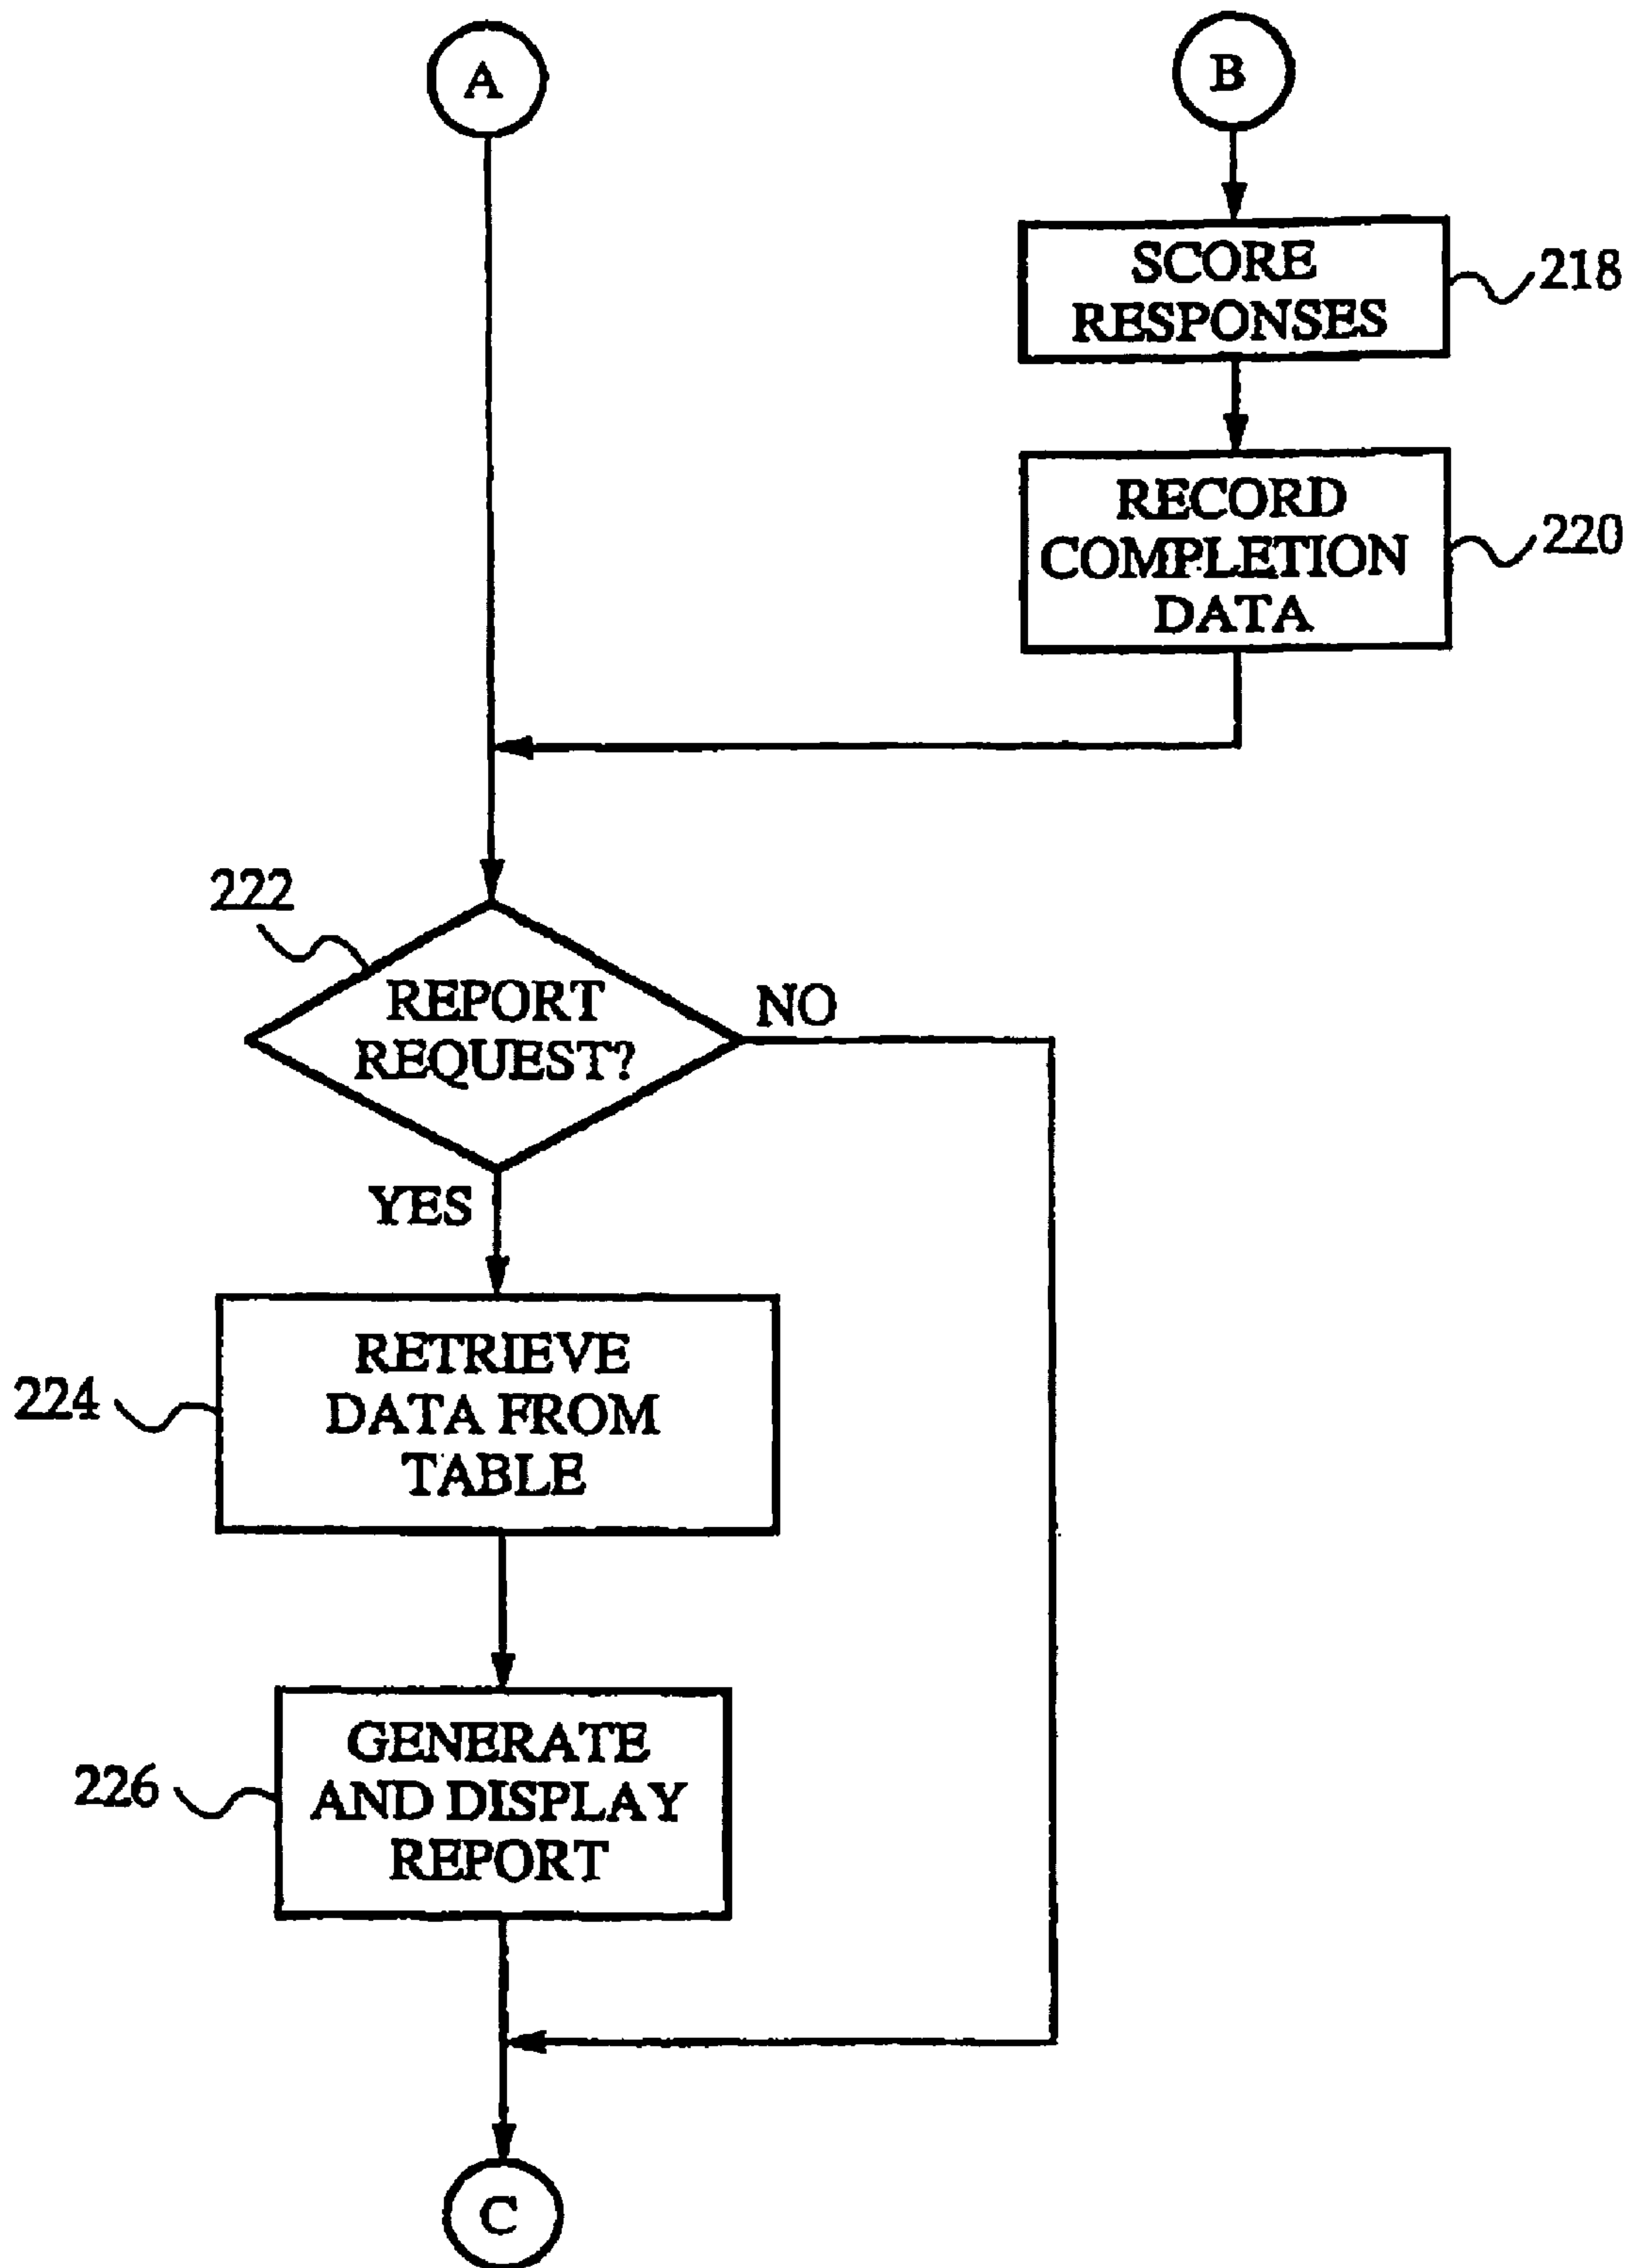 A
B
SCORE
RESPONSES
218
RECORD
COMPLETION
DATA
220
222
REPORT
REQUEST?
NO
YES
224
RETRIEVE
DATA FROM
TABLE
226
GENERATE
AND DISPLAY
REPORT
C